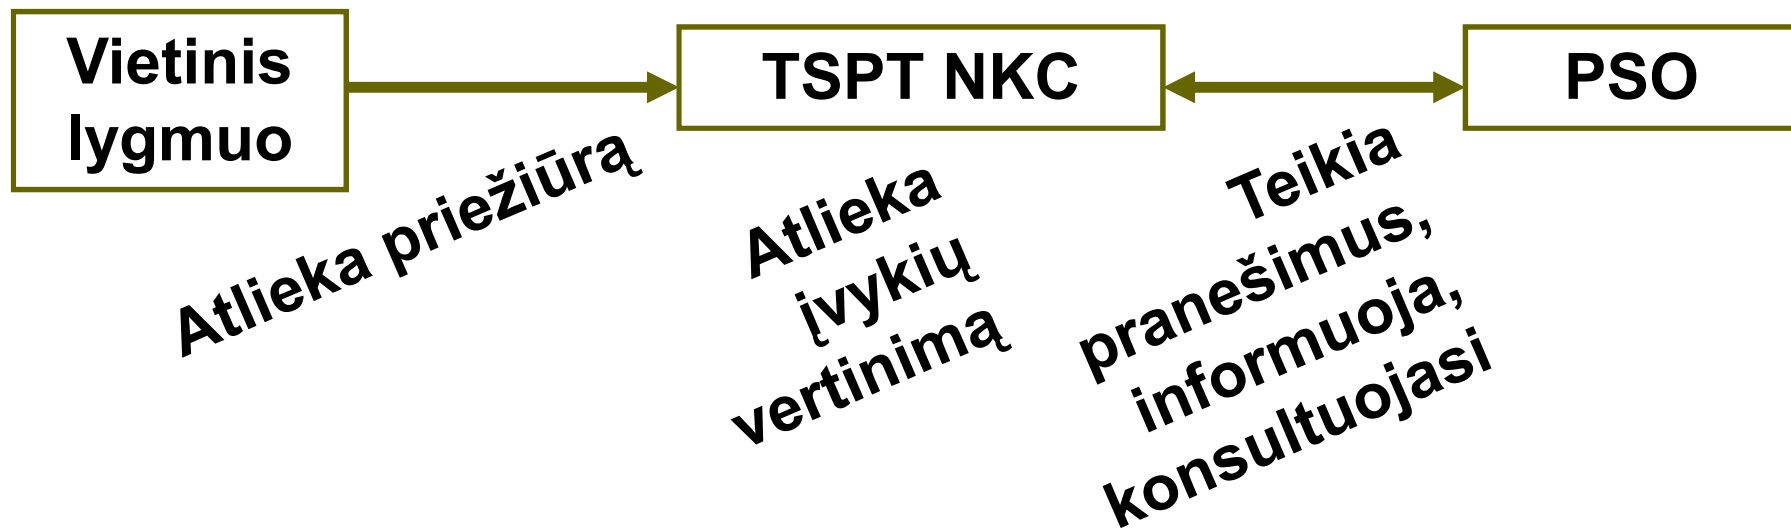 Vietinis
lygmuo
TSPT NKC
PSO
Atlieka priežiūrą
Atlieka
įvykių
vertinimą
Teikia
pranešimus,
informuoja,
konsultuojasi